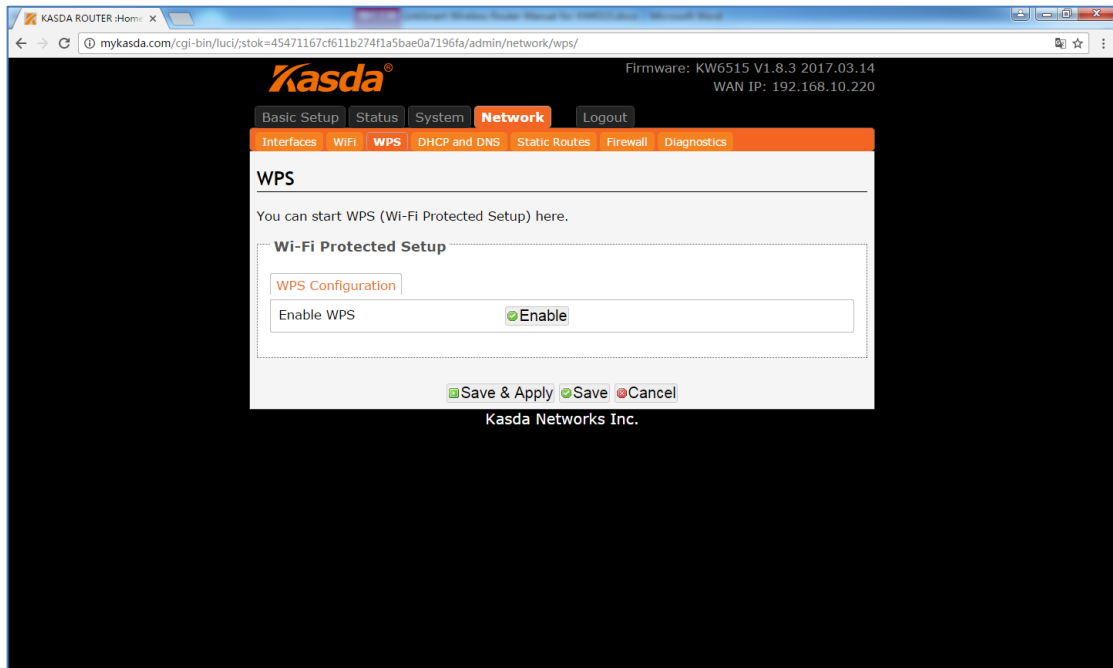 KASDA ROUTER :Home
mykasda.com/cgi-bin/luci/;stok=45471167cf611b274f1a5bae0a7196fa/admin/network/wps/
Kasda®
Firmware: KW6515 V1.8.3 2017.03.14
WAN IP: 192.168.10.220
Basic Setup Status System Network Logout
Interfaces WiFi WPS DHCP and DNS Static Routes Firewall Diagnostics
WPS
You can start WPS (Wi-Fi Protected Setup) here.
Wi-Fi Protected Setup
WPS Configuration
Enable WPS Enable
Save & Apply Save Cancel
Kasda Networks Inc.